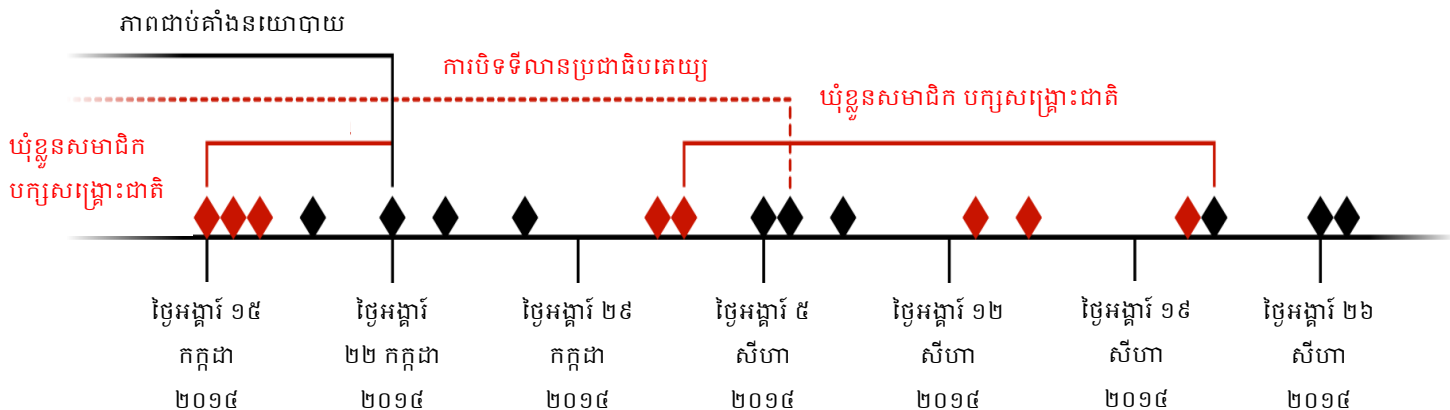 ភាពជាប់គាំងនយោបាយ
ការបិទទីលានប្រជាធិបតេយ្យ
ឃុំខ្លួនសមាជិក បក្សសង្គ្រោះជាតិ
ឃុំខ្លួនសមាជិក
បក្សសង្គ្រោះជាតិ
ថ្ងៃអង្គារ៍ ១៥
កក្កដា
២០១៤
ថ្ងៃអង្គារ៍
២២ កក្កដា
២០១៤
ថ្ងៃអង្គារ៍ ២៩
កក្កដា
២០១៤
ថ្ងៃអង្គារ៍ ៥
សីហា
២០១៤
ថ្ងៃអង្គារ៍ ១២
សីហា
២០១៤
ថ្ងៃអង្គារ៍ ១៩
សីហា
២០១៤
ថ្ងៃអង្គារ៍ ២៦
សីហា
២០១៤